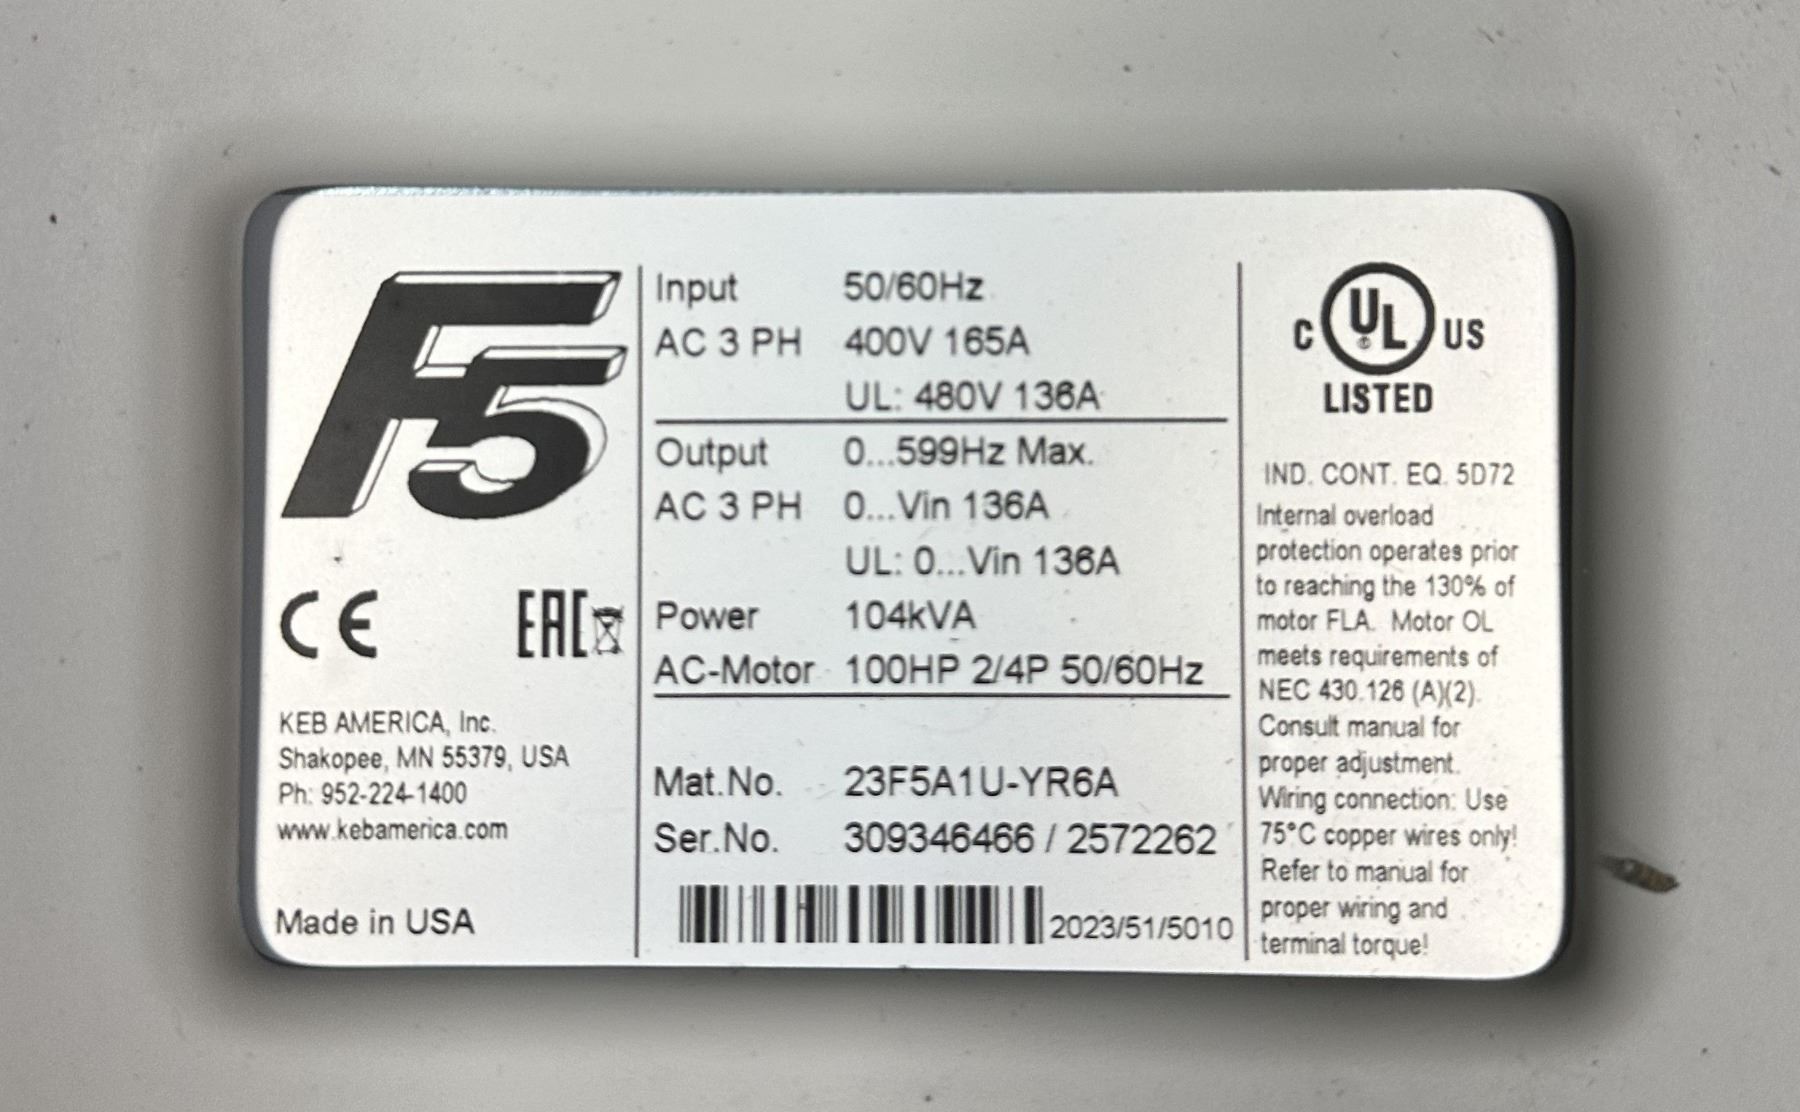 F5
CE EAC
KEB AMERICA, Inc.
Shakopee, MN 55379, USA
Ph: 952-224-1400
www.kebamerica.com
Made in USA
Input 50/60Hz
AC 3 PH 400V 165A
UL: 480V 136A
Output 0...599Hz Max.
AC 3 PH 0...Vin 136A
UL: 0...Vin 136A
Power 104kVA
AC-Motor 100HP 2/4P 50/60Hz
Mat.No. 23F5A1U-YR6A
Ser.No. 309346466 / 2572262
2023/51/5010
C UL ® US
LISTED
IND. CONT. EQ. 5D72
Internal overload
protection operates prior
to reaching the 130% of
motor FLA. Motor OL
meets requirements of
NEC 430.126 (A)(2).
Consult manual for
proper adjustment.
Wiring connection: Use
75°C copper wires only!
Refer to manual for
proper wiring and
terminal torque!